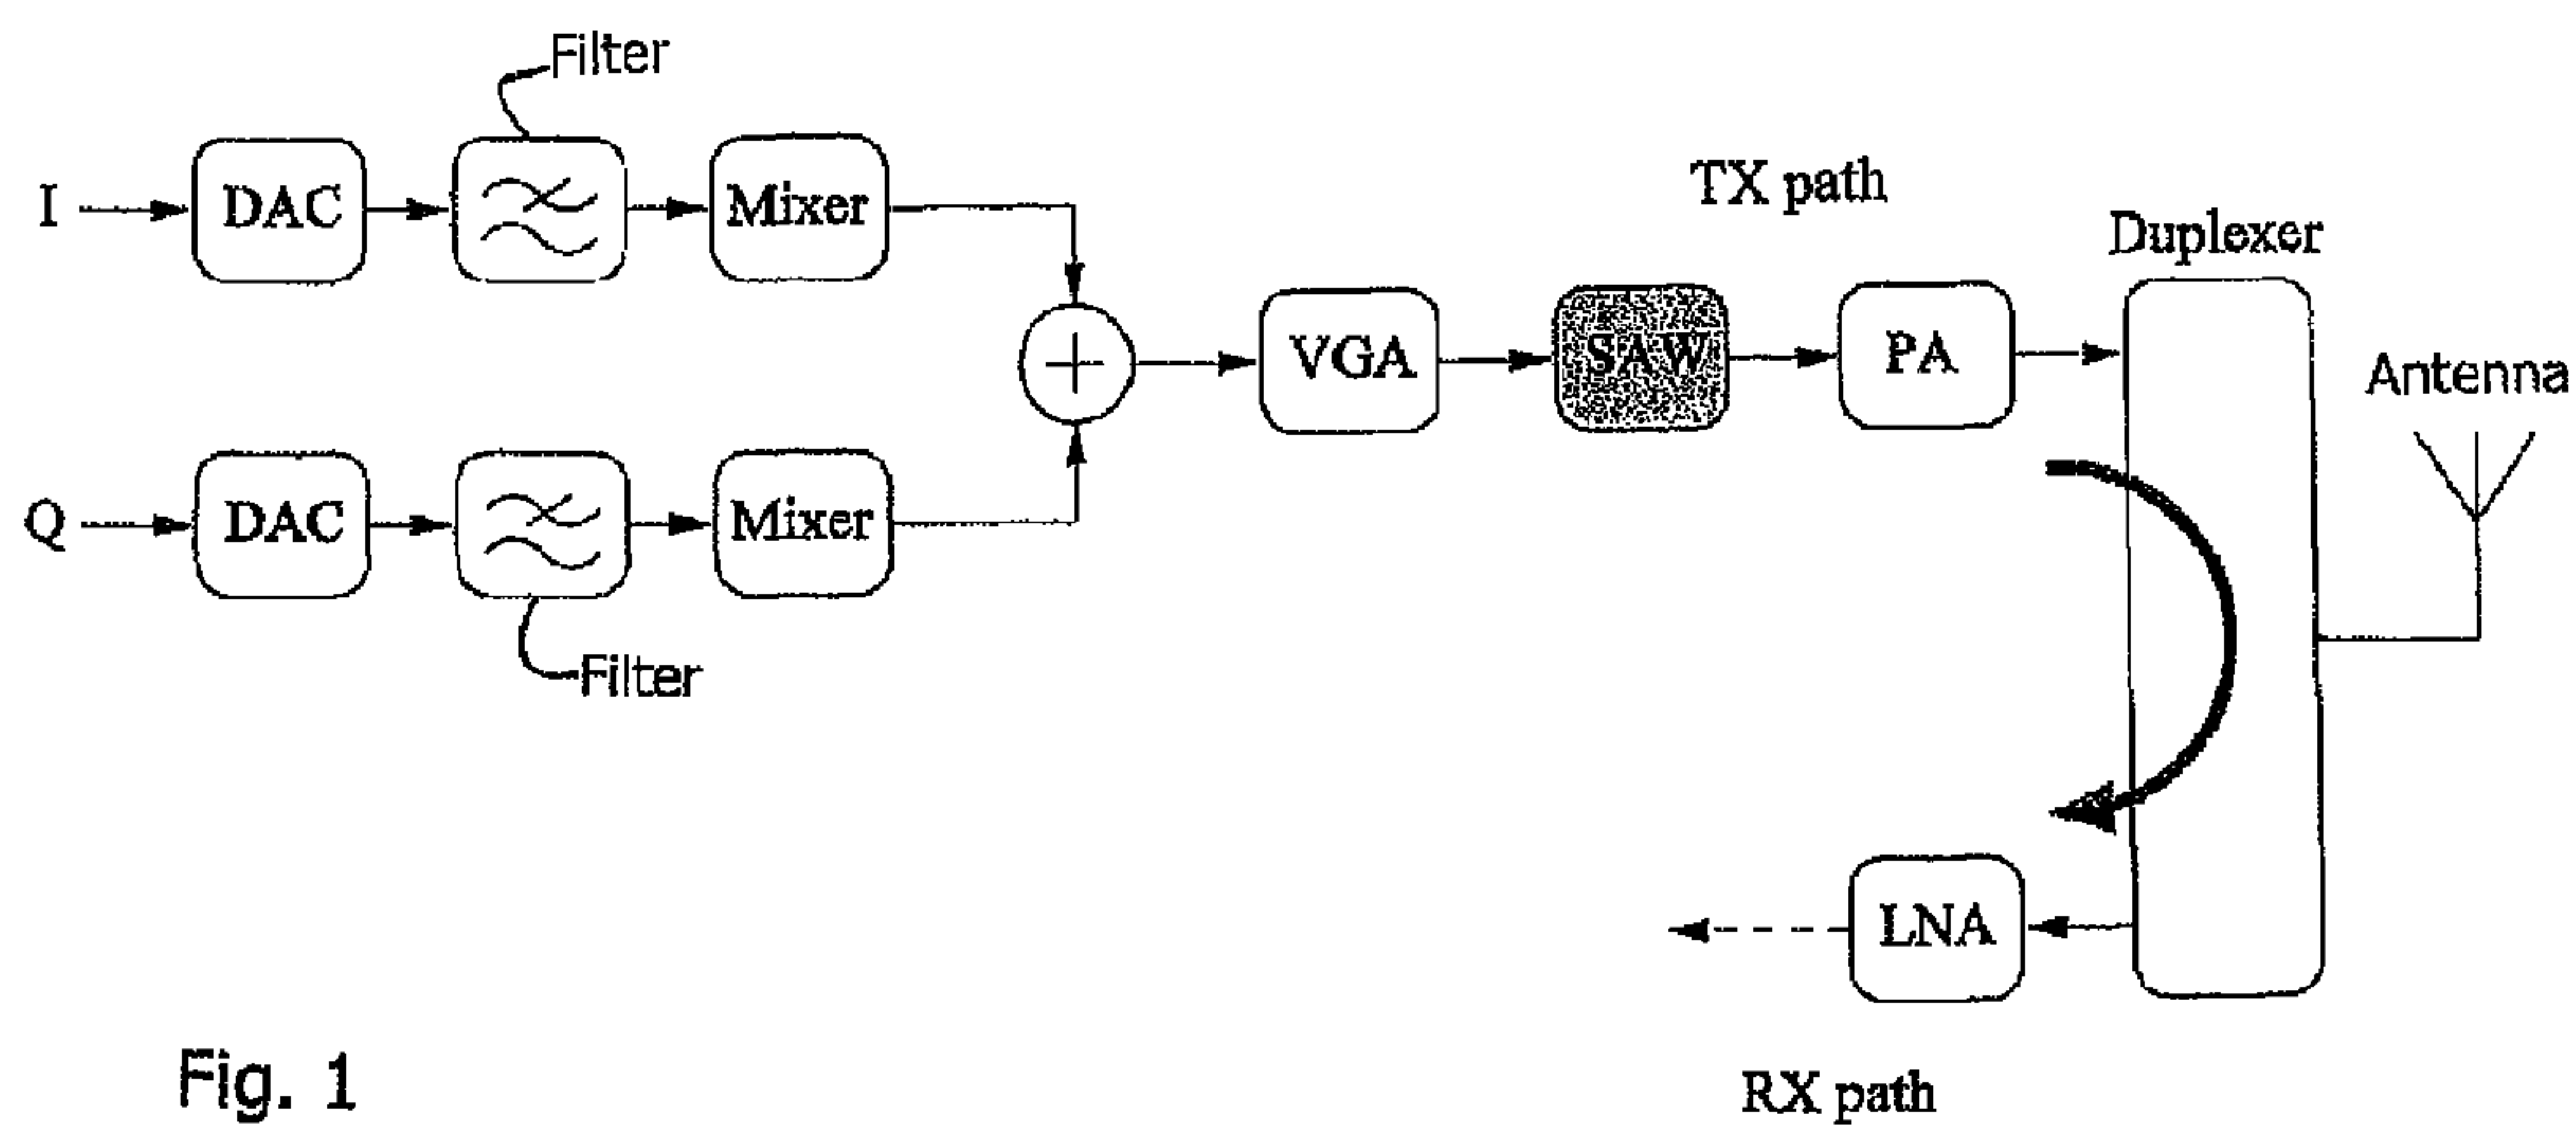 Filter
I
DAC
Mixer
TX path
Duplexer
VGA
SAW
PA
Antenna
Q
DAC
Mixer
Filter
LNA
RX path
Fig. 1